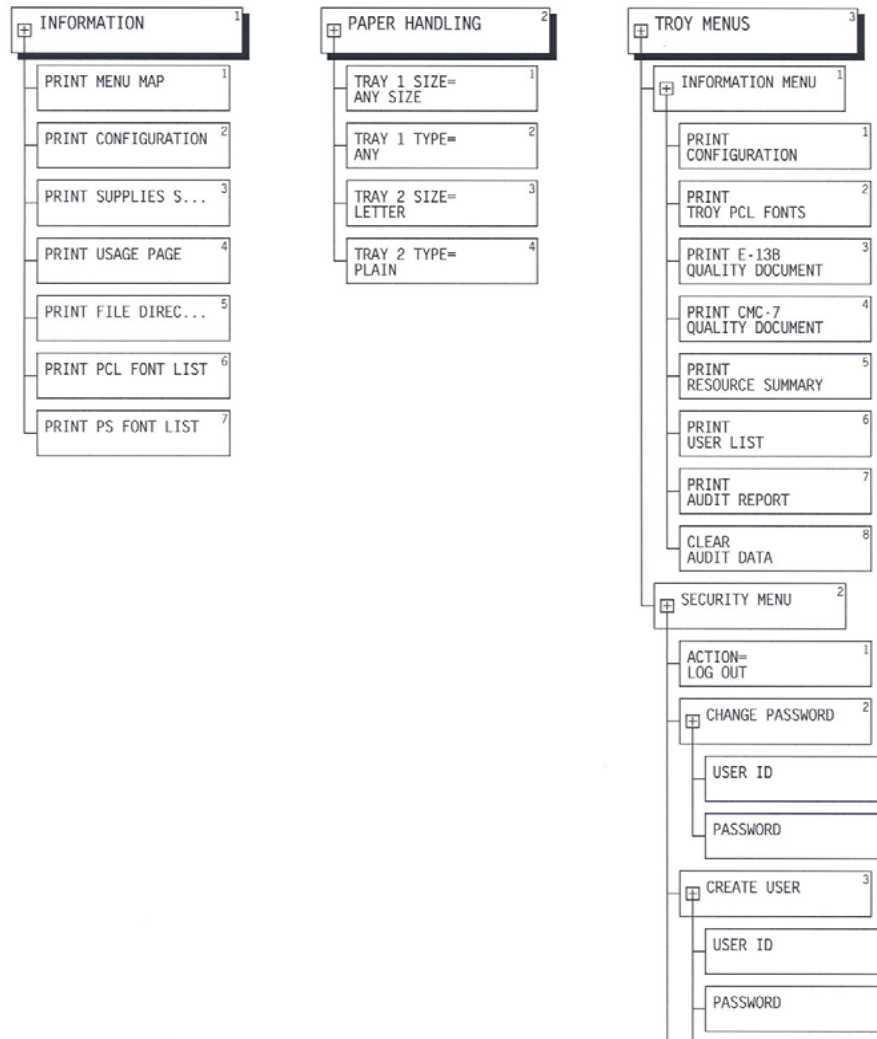 INFORMATION 1
PRINT MENU MAP 1
PRINT CONFIGURATION 2
PRINT SUPPLIES S... 3
PRINT USAGE PAGE 4
PRINT FILE DIREC... 5
PRINT PCL FONT LIST 6
PRINT PS FONT LIST 7
PAPER HANDLING 2
TRAY 1 SIZE= 1
ANY SIZE
TRAY 1 TYPE= 2
ANY
TRAY 2 SIZE= 3
LETTER
TRAY 2 TYPE= 4
PLAIN
TROY MENUS 3
INFORMATION MENU 1
PRINT 1
CONFIGURATION
PRINT 2
TROY PCL FONTS
PRINT E-13B 3
QUALITY DOCUMENT
PRINT CMC-7 4
QUALITY DOCUMENT
PRINT 5
RESOURCE SUMMARY
PRINT 6
USER LIST
PRINT 7
AUDIT REPORT
CLEAR 8
AUDIT DATA
SECURITY MENU 2
ACTION= 1
LOG OUT
CHANGE PASSWORD 2
USER ID
PASSWORD
CREATE USER 3
USER ID
PASSWORD